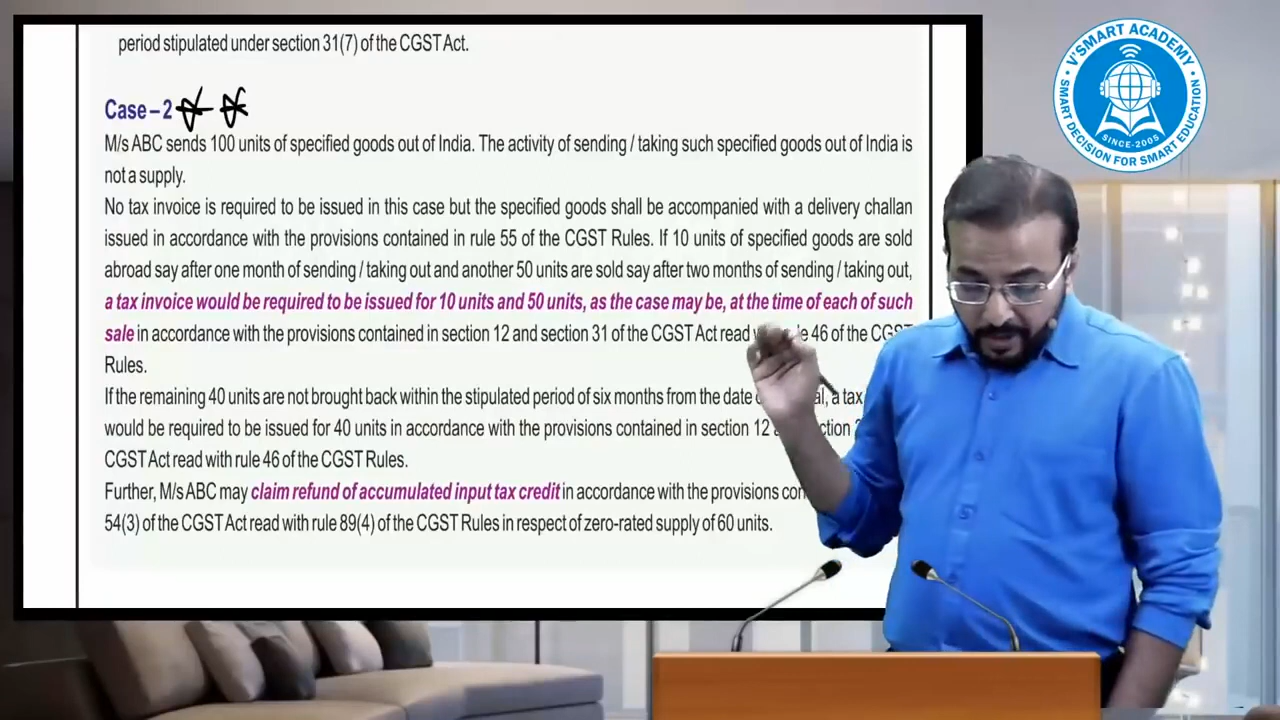 period stipulated under section 31(7) of the CGST Act.
Case – 2
M/s ABC sends 100 units of specified goods out of India. The activity of sending / taking such specified goods out of India is
not a supply.
No tax invoice is required to be issued in this case but the specified goods shall be accompanied with a delivery challan
issued in accordance with the provisions contained in rule 55 of the CGST Rules. If 10 units of specified goods are sold
abroad say after one month of sending / taking out and another 50 units are sold say after two months of sending / taking out,
a tax invoice would be required to be issued for 10 units and 50 units, as the case may be, at the time of each of such
sale in accordance with the provisions contained in section 12 and section 31 of the CGST Act read 46 of the CGST
Rules.
If the remaining 40 units are not brought back within the stipulated period of six months from the date a tax
would be required to be issued for 40 units in accordance with the provisions contained in section 12
CGST Act read with rule 46 of the CGST Rules.
Further, M/s ABC may claim refund of accumulated input tax credit in accordance with the provisions
54(3) of the CGST Act read with rule 89(4) of the CGST Rules in respect of zero-rated supply of 60 units.
V'SMART ACADEMY
SINCE-2005
SMART DECISION FOR SMART EDUCATION